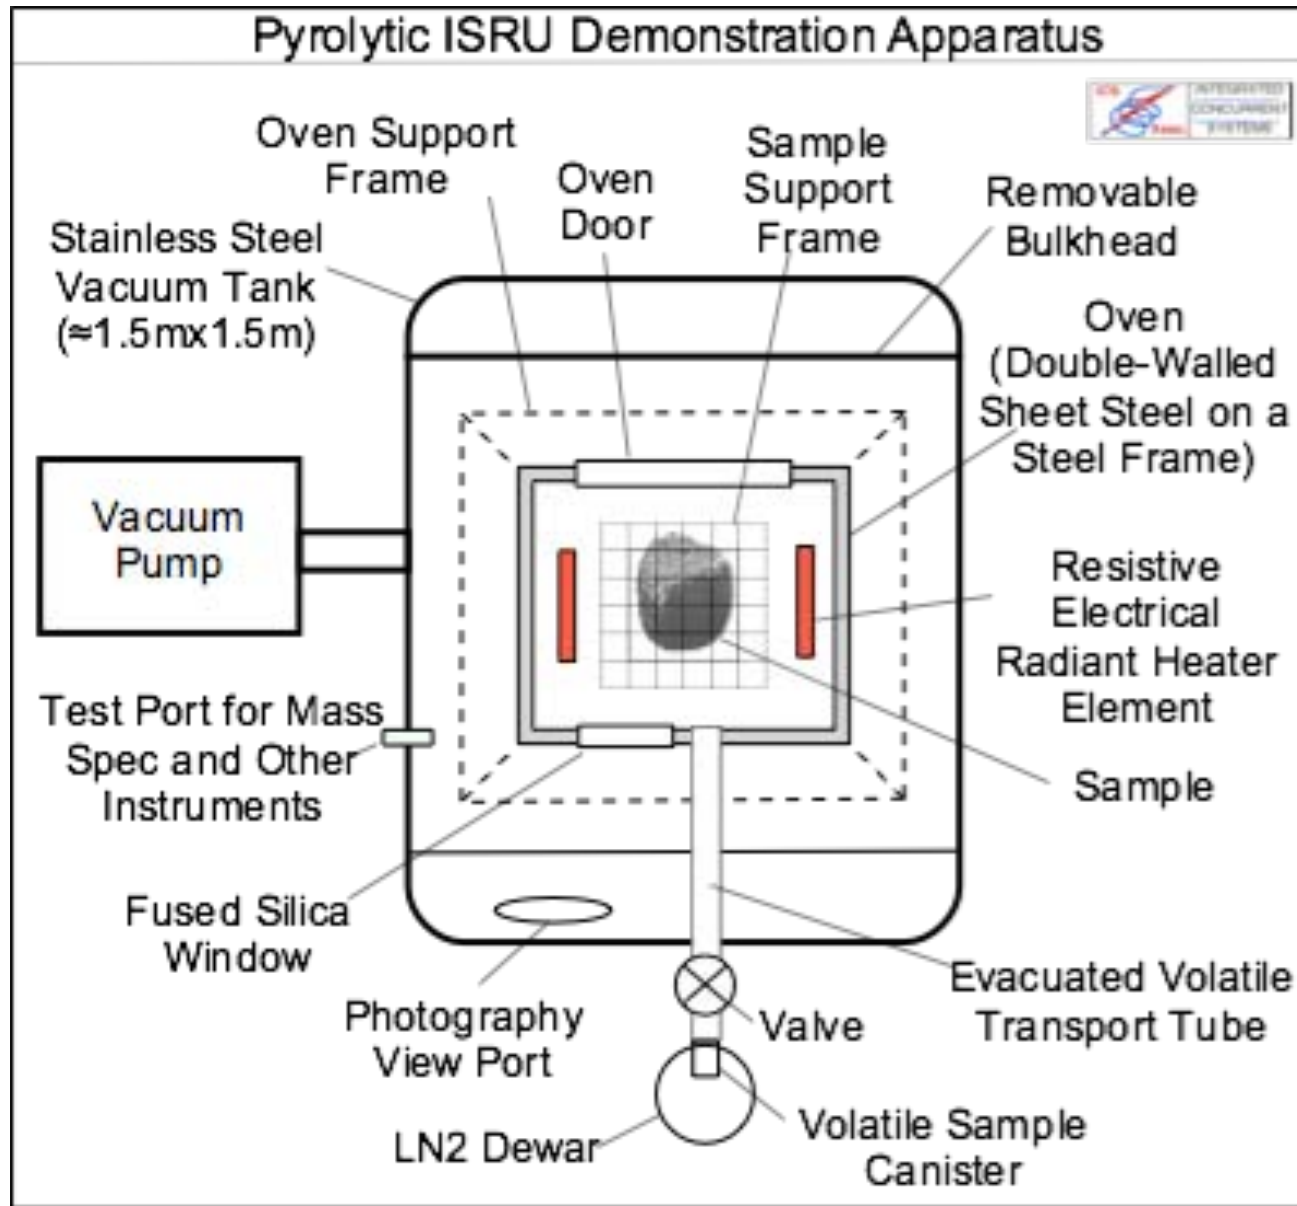 Pyrolytic ISRU Demonstration Apparatus
INTEGRATED
CONCURRENT
SYSTEMS
Oven Support
Frame
Oven
Door
Sample
Support
Frame
Removable
Bulkhead
Stainless Steel
Vacuum Tank
(≈1.5mx1.5m)
Oven
(Double-Walled
Sheet Steel on a
Steel Frame)
Vacuum
Pump
Resistive
Electrical
Radiant Heater
Element
Test Port for Mass
Spec and Other
Instruments
Sample
Fused Silica
Window
Photography
View Port
Valve
Evacuated Volatile
Transport Tube
LN2 Dewar
Volatile Sample
Canister